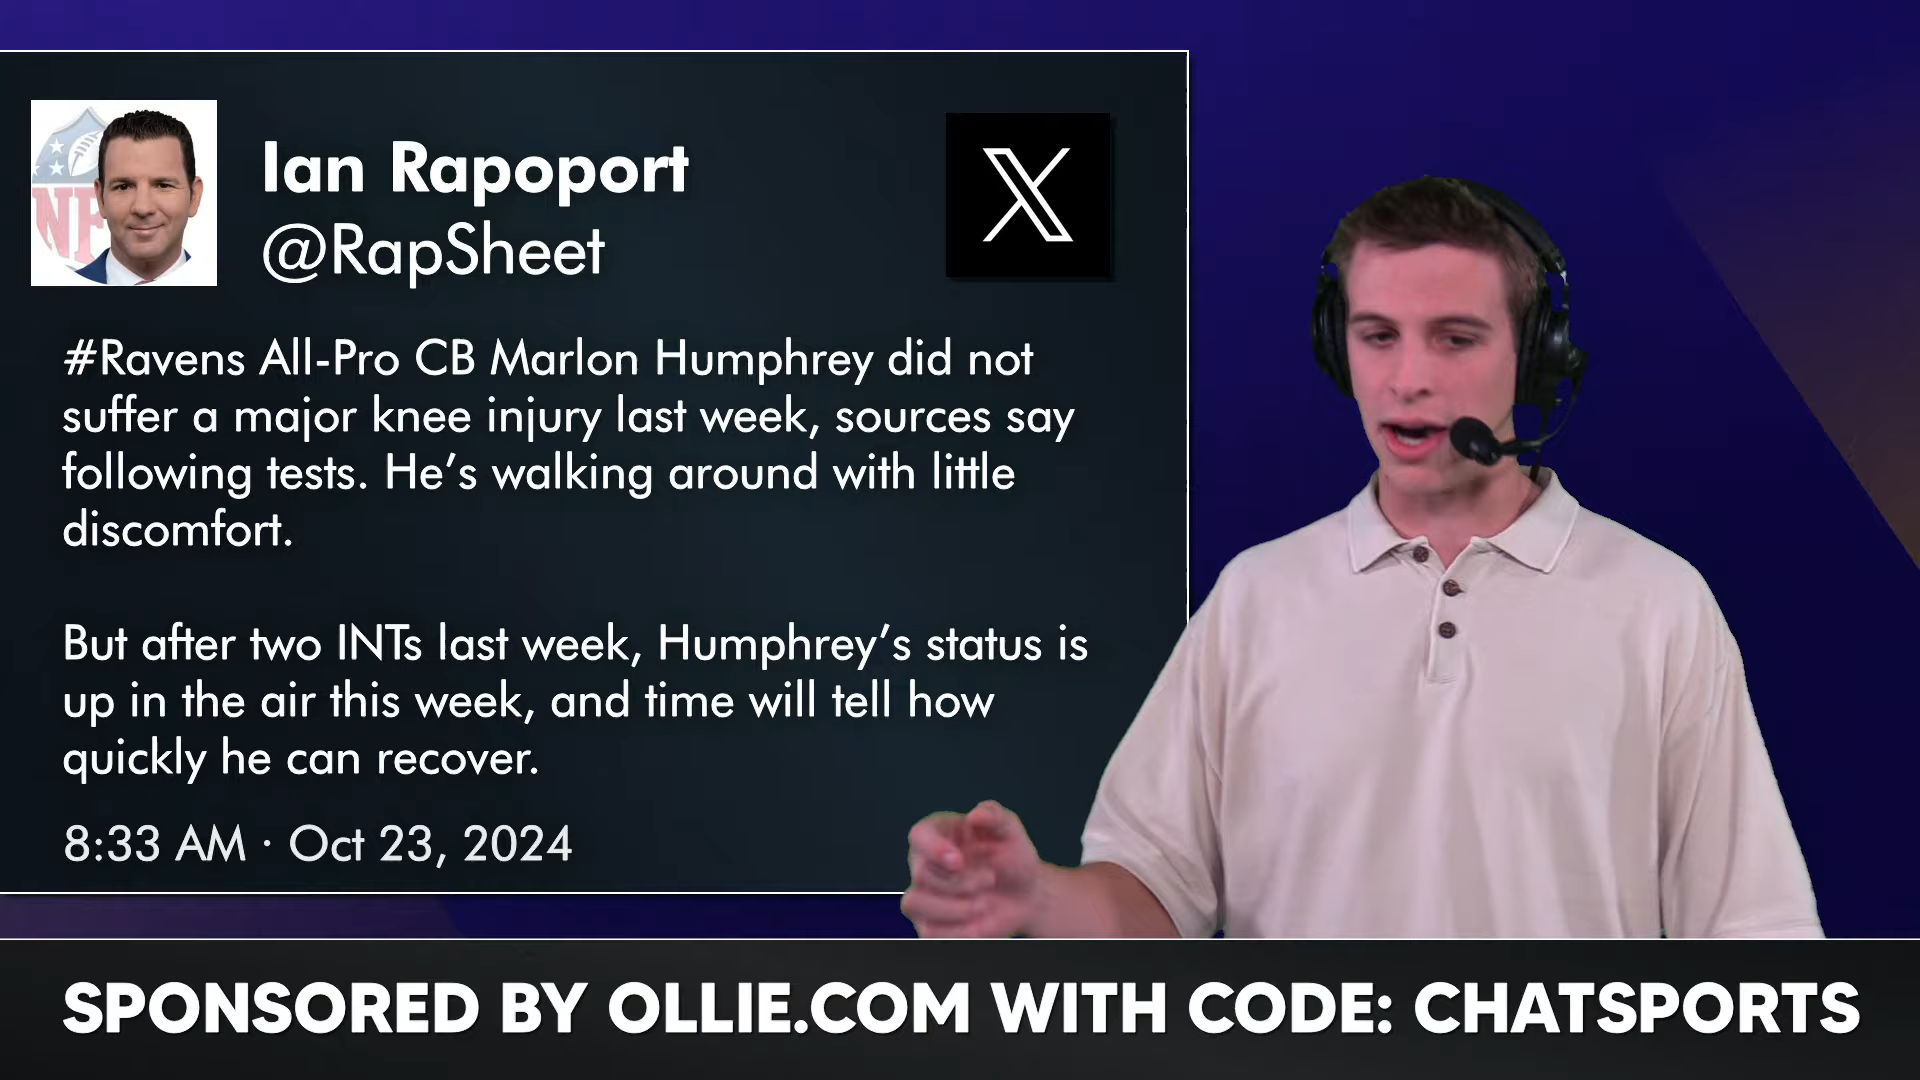 Ian Rapoport
@RapSheet
#Ravens All-Pro CB Marlon Humphrey did not
suffer a major knee injury last week, sources say
following tests. He’s walking around with little
discomfort.
But after two INTs last week, Humphrey’s status is
up in the air this week, and time will tell how
quickly he can recover.
8:33 AM · Oct 23, 2024
SPONSORED BY OLLIE.COM WITH CODE: CHATSPORTS